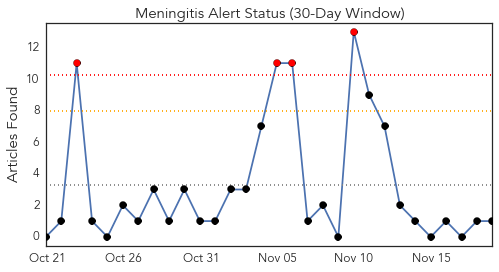 Meningitis Alert Status (30-Day Window)
Articles Found
12
10
8
6
4
2
0
Oct 21
Oct 26
Oct 31
Nov 05
Nov 10
Nov 15